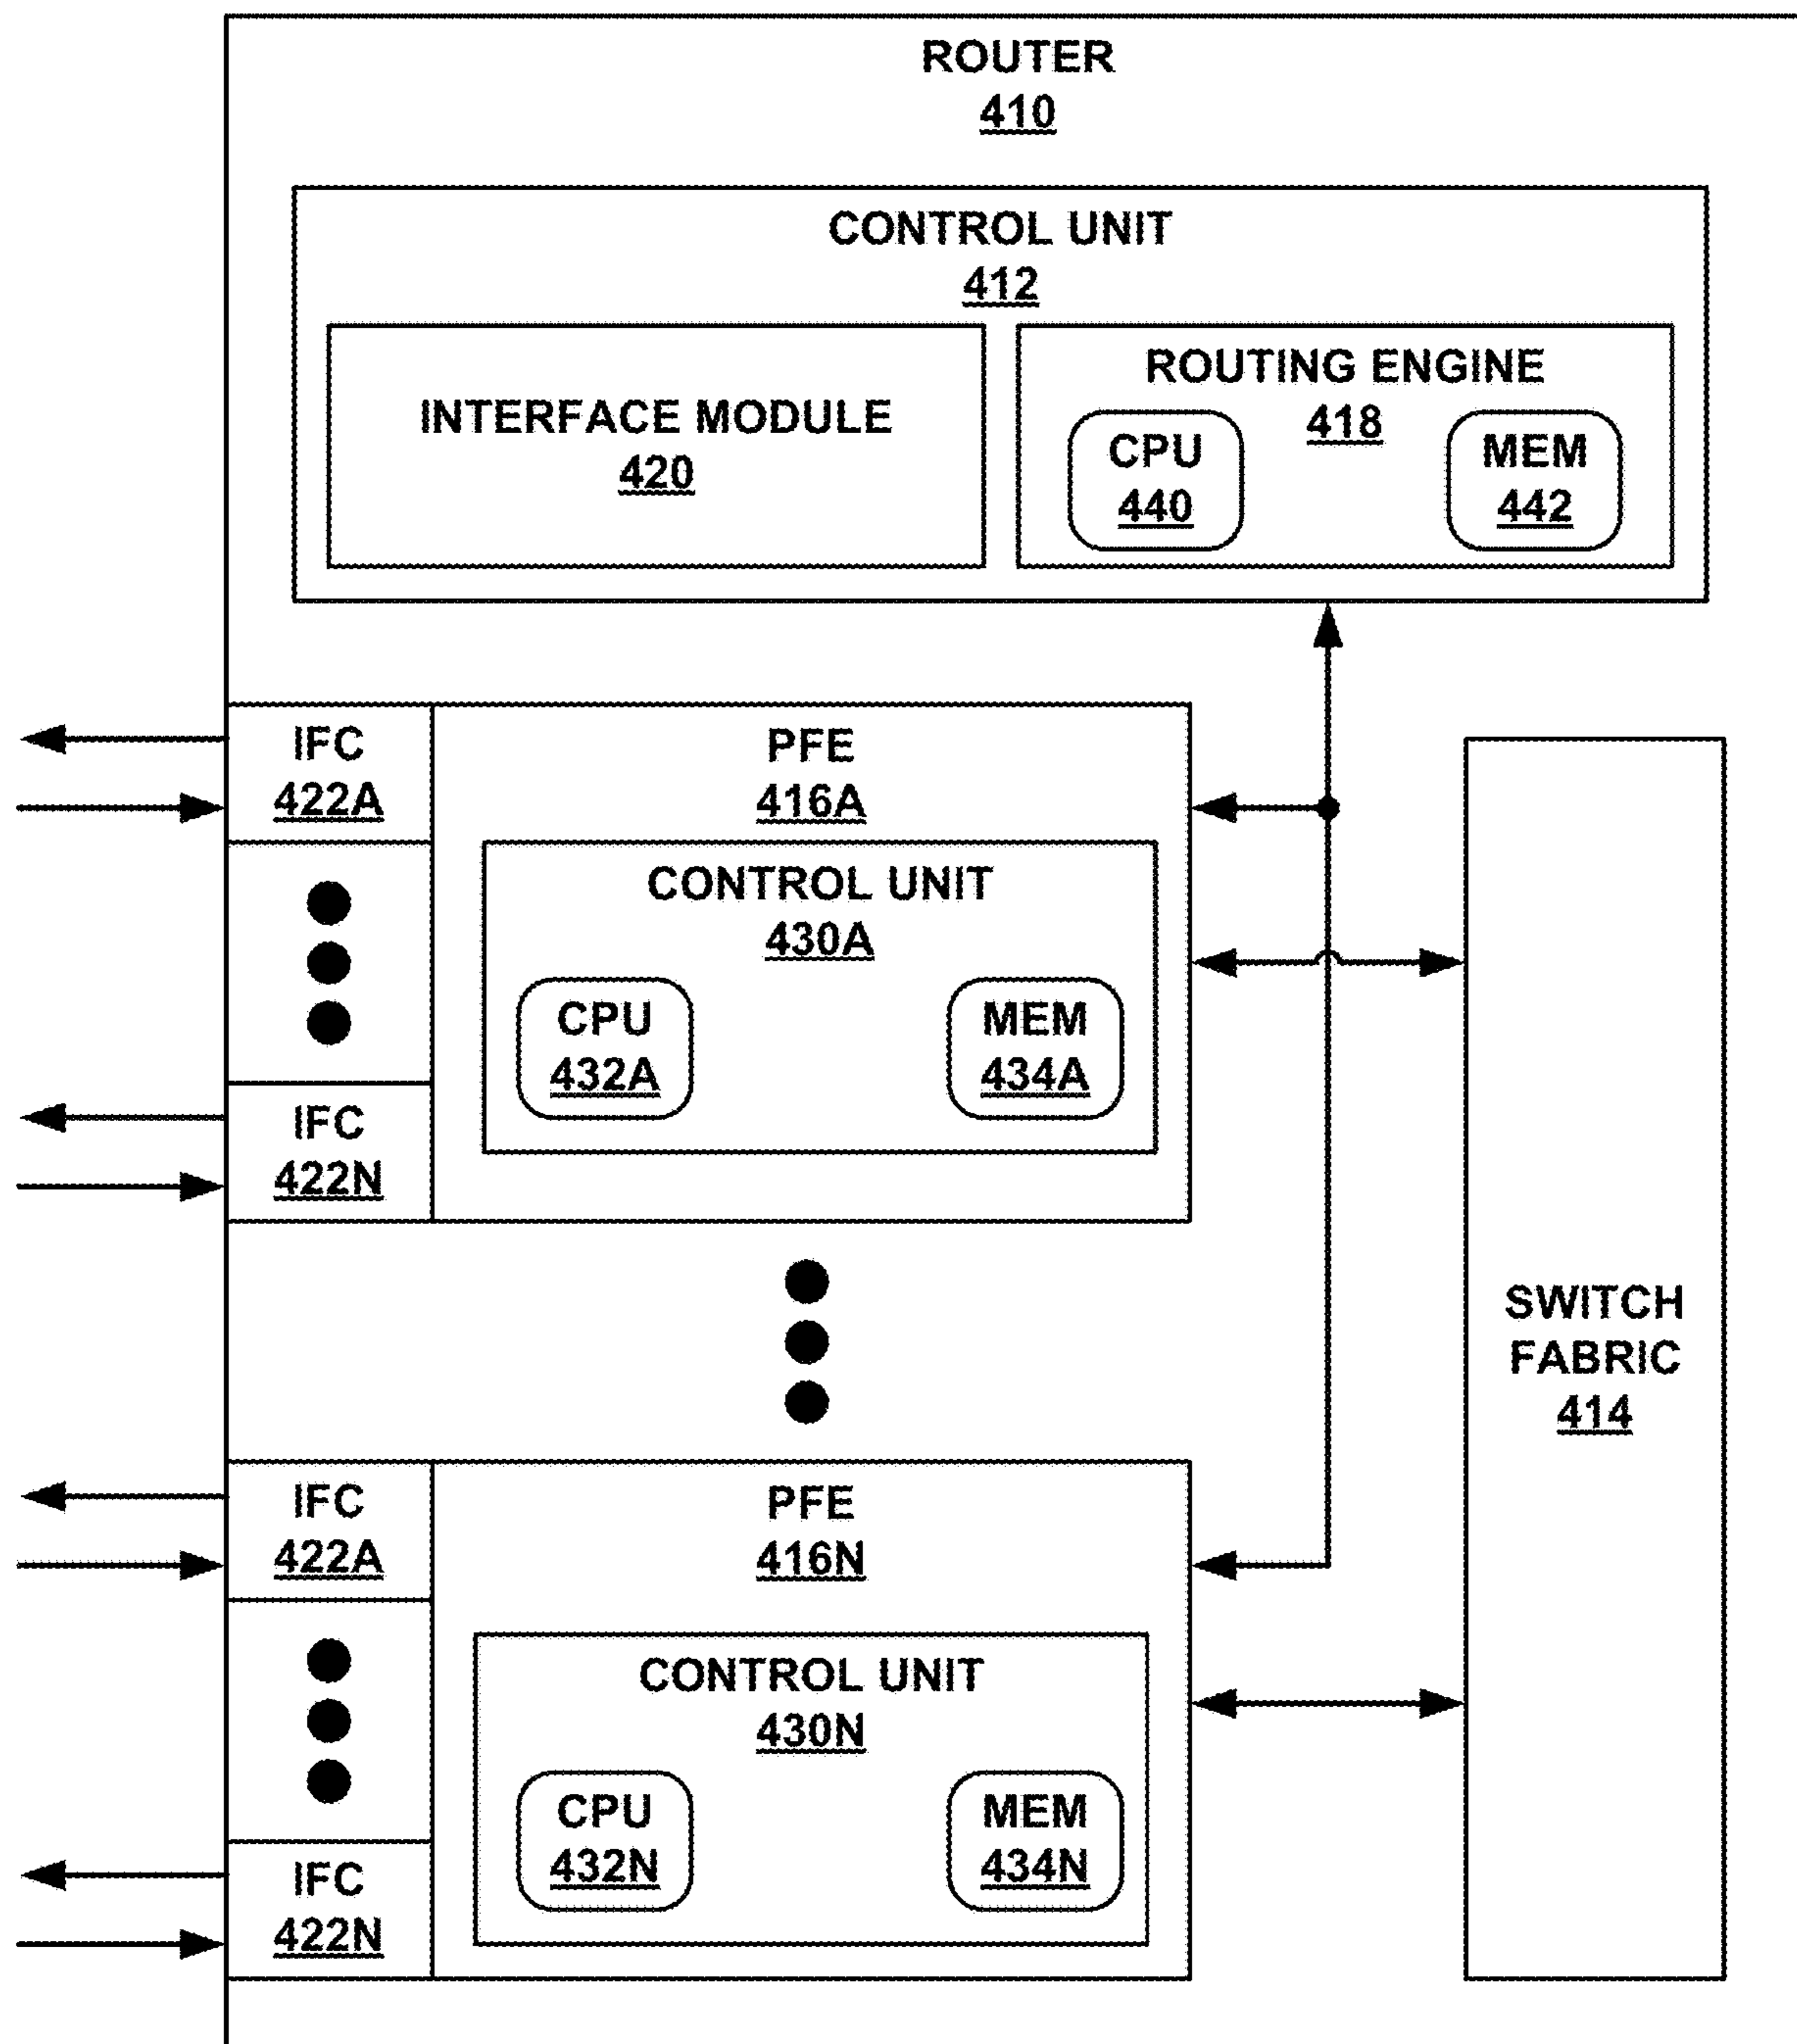 ROUTER
410
CONTROL UNIT
412
INTERFACE MODULE
420
ROUTING ENGINE
418
CPU
440
MEM
442
IFC
422A
PFE
416A
CONTROL UNIT
430A
CPU
432A
MEM
434A
IFC
422N
SWITCH
FABRIC
414
IFC
422A
PFE
416N
CONTROL UNIT
430N
CPU
432N
MEM
434N
IFC
422N